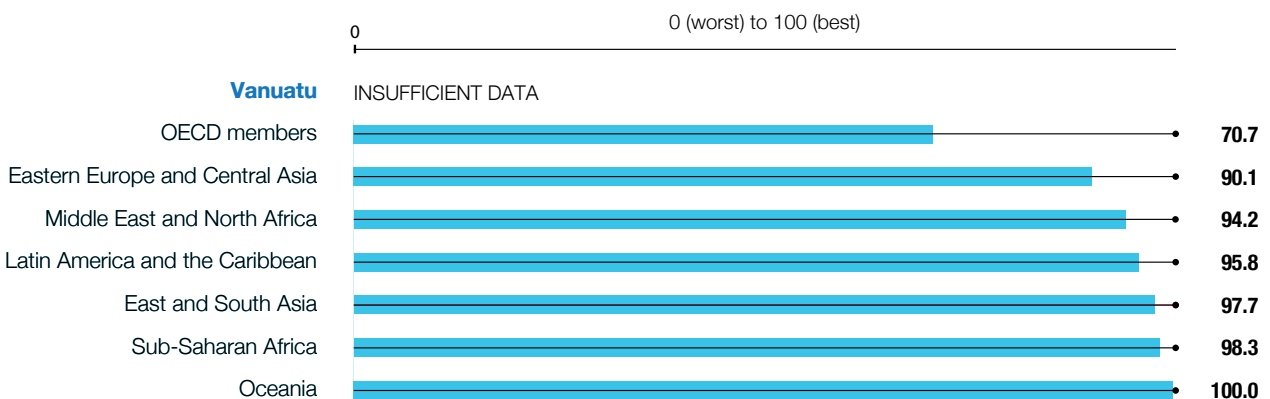 0 (worst) to 100 (best)
0
Vanuatu INSUFFICIENT DATA
OECD members 70.7
Eastern Europe and Central Asia 90.1
Middle East and North Africa 94.2
Latin America and the Caribbean 95.8
East and South Asia 97.7
Sub-Saharan Africa 98.3
Oceania 100.0